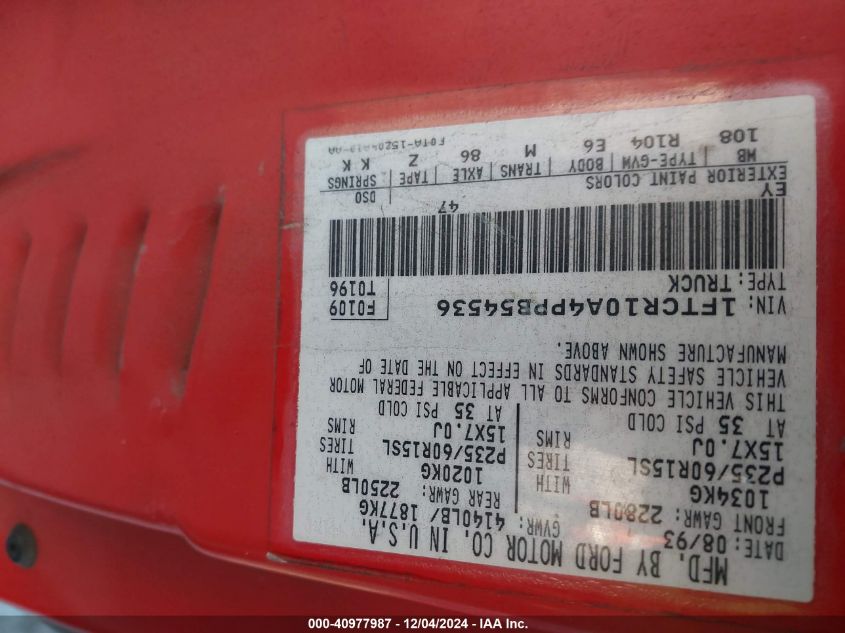 MFD. BY FORD MOTOR CO. IN U.S.A.
DATE: 08/93 GVWR: 4140LB/ 1877KG
FRONT GAWR: 2280LB REAR GAWR: 2250LB
1034KG WITH 1020KG WITH
P235/60R15SL TIRES P235/60R15SL TIRES
15X7.0J RIMS 15X7.0J RIMS
AT 35 PSI COLD AT 35 PSI COLD
THIS VEHICLE CONFORMS TO ALL APPLICABLE FEDERAL MOTOR
VEHICLE SAFETY STANDARDS IN EFFECT ON THE DATE OF
MANUFACTURE SHOWN ABOVE.
VIN: 1FTCR10A4PPB54536 F0109
TYPE: TRUCK T0196
EY 47 DSO
EXTERIOR PAINT COLORS
WB TYPE-GVW BODY TRANS AXLE TAPE SPRINGS
108 R104 E6 M 86 Z K K
000-40977987 - 12/04/2024 - IAA Inc.